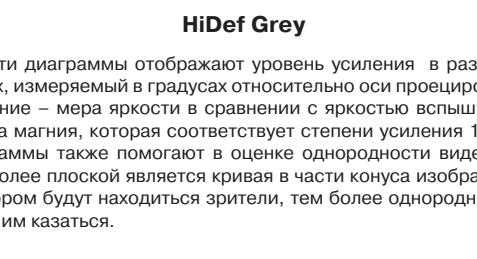 HiDef Grey
ти диаграммы отображают уровень усиления в раз
х, измеряемый в градусах относительно оси проециро
ние – мера яркости в сравнении с яркостью вспыш
а магния, которая соответствует степени усиления 1
раммы также помогают в оценке однородности виде
олее плоской является кривая в части конуса изобра
ором будут находиться зрители, тем более однородн
им казаться.